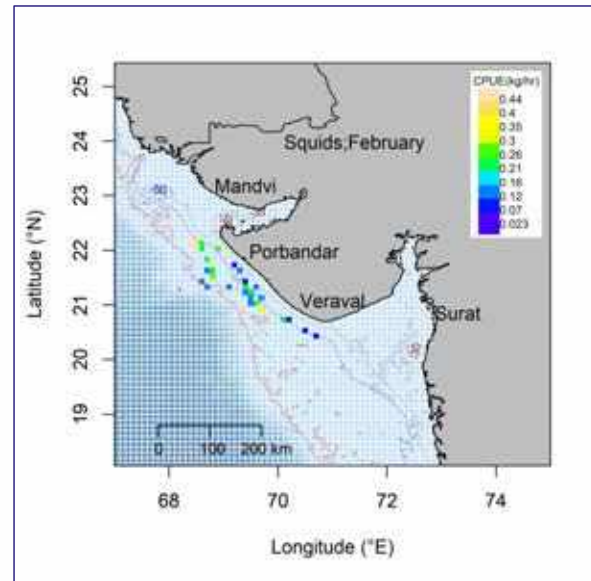 CPUE(kg/hr)
0.44
0.4
0.35
0.3
0.26
0.21
0.16
0.12
0.07
0.023
Squids;February
Mandvi
Porbandar
Veraval
Surat
25
24
23
22
21
20
19
Latitude (°N)
0 100 200 km
68 70 72 74
Longitude (°E)